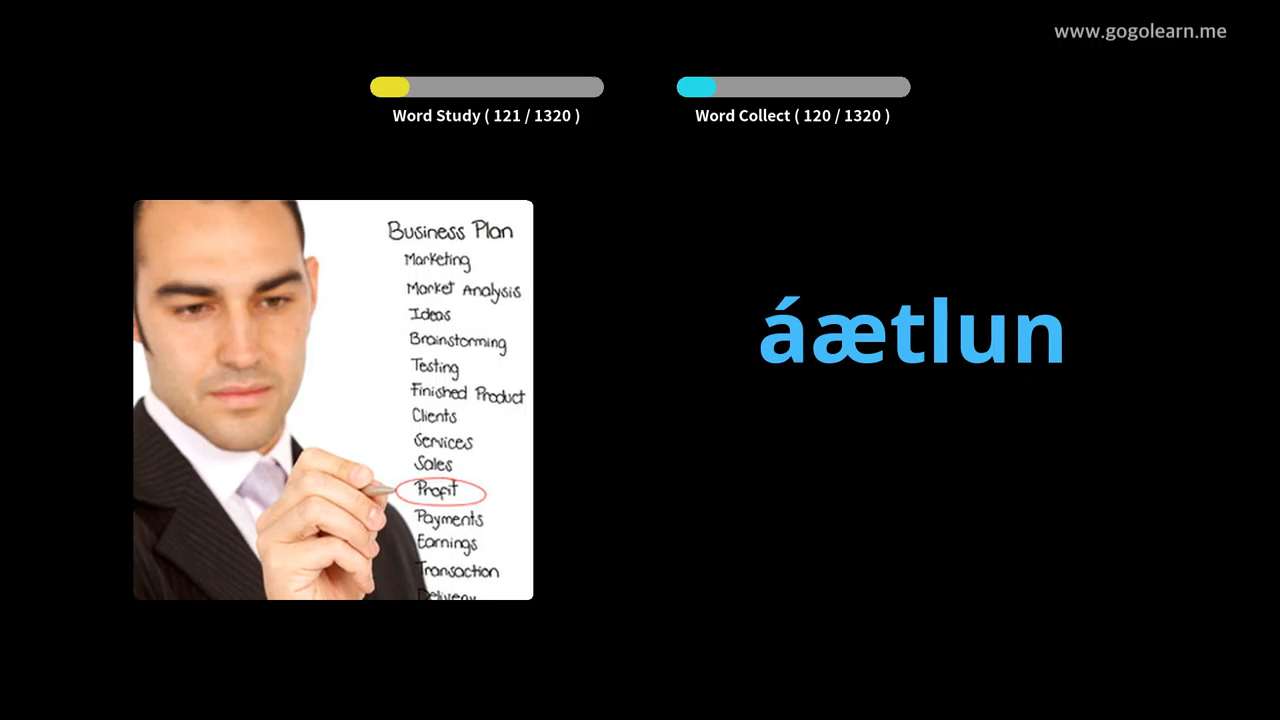 www.gogolearn.me
Word Study ( 121 / 1320 )
Word Collect ( 120 / 1320 )
Business Plan
Marketing
Market Analysis
Ideas
Brainstorming
Testing
Finished Product
Clients
Services
Sales
Profit
Payments
Earnings
Transaction
Delivery
áætlun